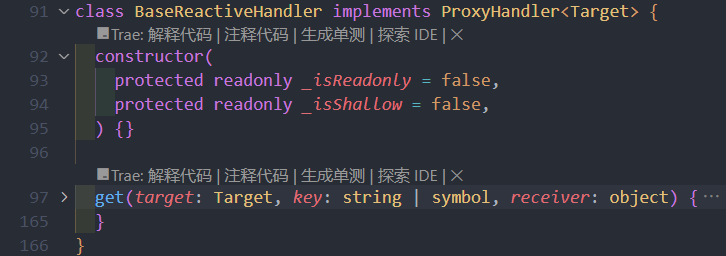 91 class BaseReactiveHandler implements ProxyHandler<Target> {
Trae: 解释代码 | 注释代码 | 生成单测 | 探索 IDE | ×
92 constructor(
93 protected readonly _isReadonly = false,
94 protected readonly _isShallow = false,
95 ) {}
96
Trae: 解释代码 | 注释代码 | 生成单测 | 探索 IDE | ×
97 get(target: Target, key: string | symbol, receiver: object) { ···
165 }
166 }